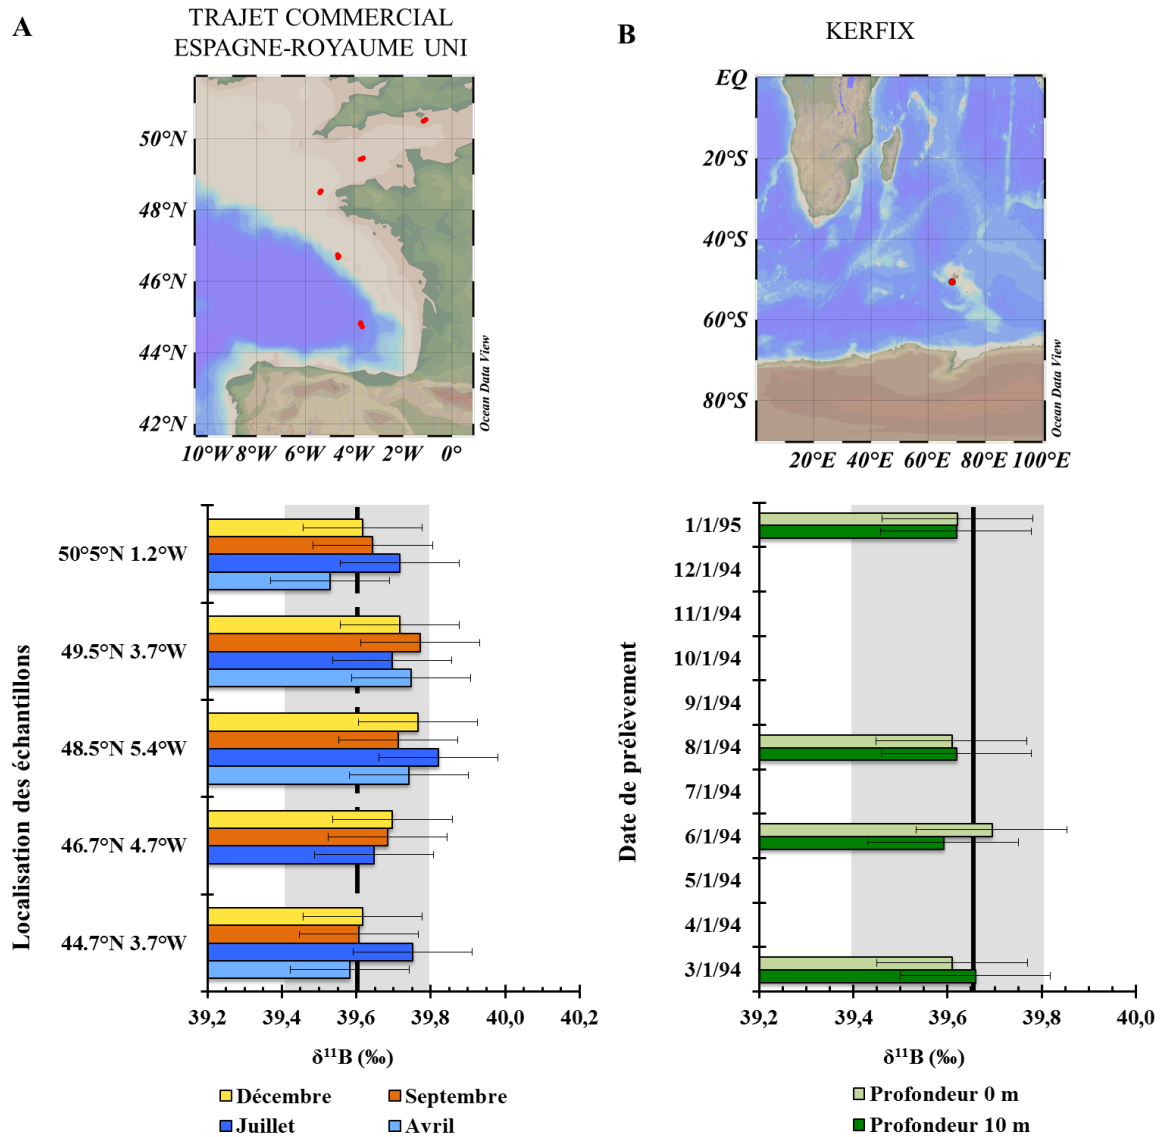 A
TRAJET COMMERCIAL
ESPAGNE-ROYAUME UNI
50°N
48°N
46°N
44°N
42°N
10°W 8°W 6°W 4°W 2°W 0°
Ocean Data View
B
KERFIX
EQ
20°S
40°S
60°S
80°S
20°E 40°E 60°E 80°E 100°E
Ocean Data View
Localisation des échantillons
50°5°N 1.2°W
49.5°N 3.7°W
48.5°N 5.4°W
46.7°N 4.7°W
44.7°N 3.7°W
39,2 39,4 39,6 39,8 40,0 40,2
δ¹¹B (‰)
Décembre
Septembre
Juillet
Avril
Date de prélèvement
1/1/95
12/1/94
11/1/94
10/1/94
9/1/94
8/1/94
7/1/94
6/1/94
5/1/94
4/1/94
3/1/94
39,2 39,4 39,6 39,8 40,0
δ¹¹B (‰)
Profondeur 0 m
Profondeur 10 m